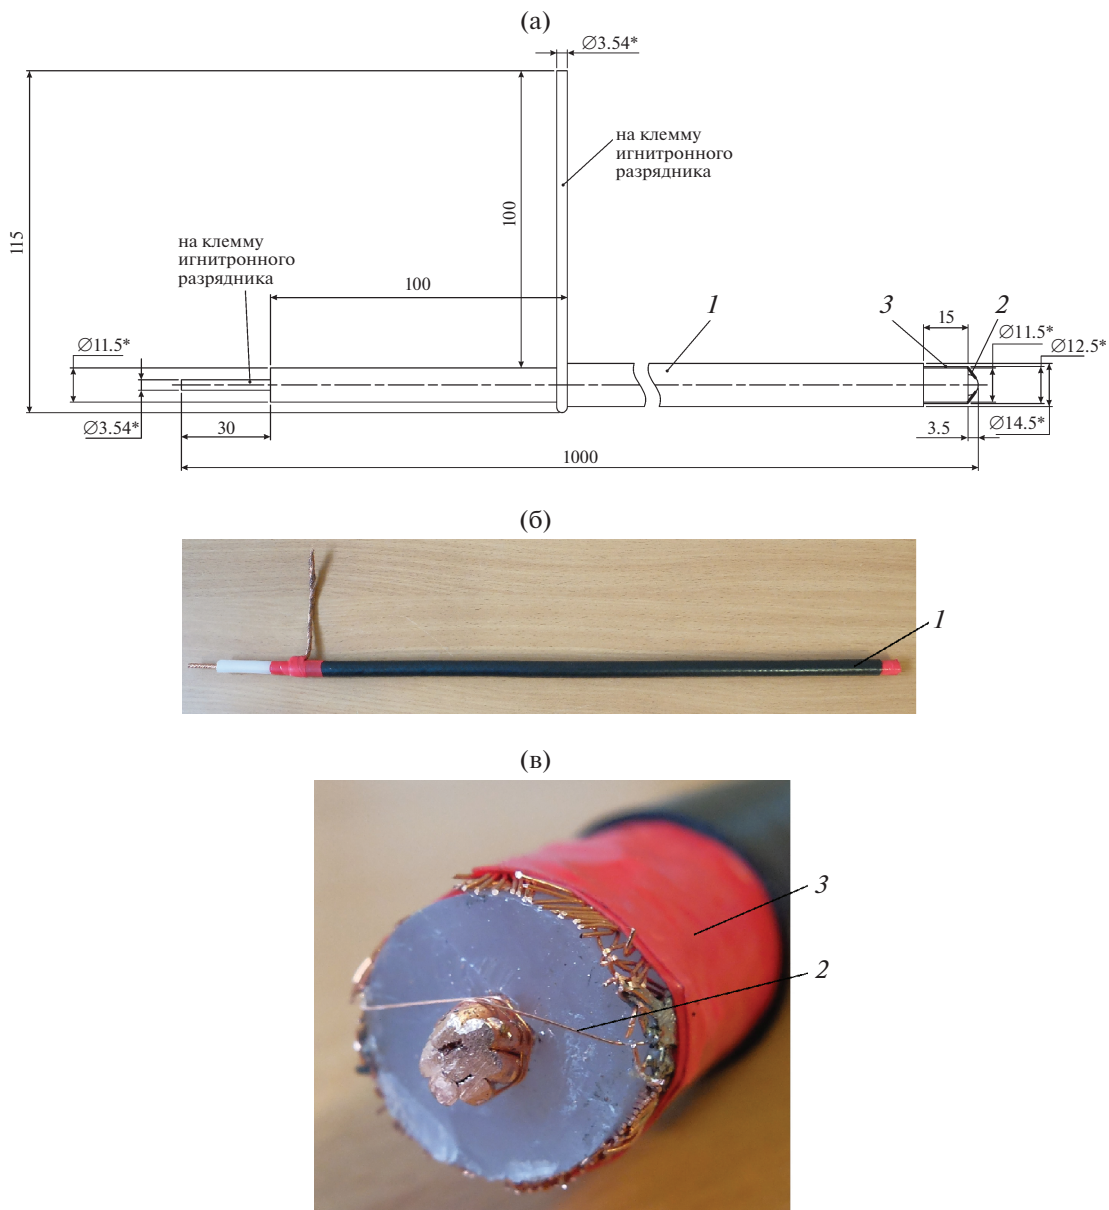 (а)
∅3.54*
на клемму
игнитронного
разрядника
115
100
на клемму
игнитронного
разрядника
100
1
3
15
2
∅11.5*
∅11.5*
∅12.5*
∅3.54*
30
3.5
∅14.5*
1000
(б)
1
(в)
3
2